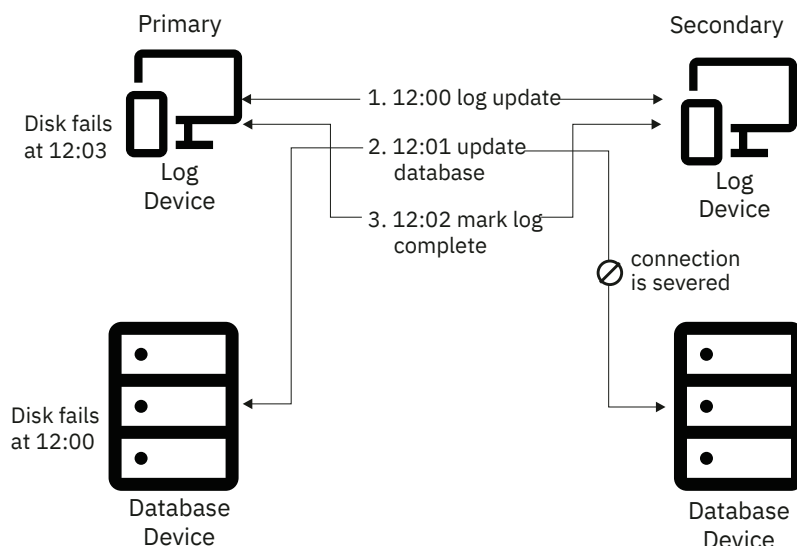 Primary
Secondary
1. 12:00 log update
Disk fails
at 12:03
2. 12:01 update
database
Log
Device
Log
Device
3. 12:02 mark log
complete
connection
is severed
Disk fails
at 12:00
Database
Device
Database
Device